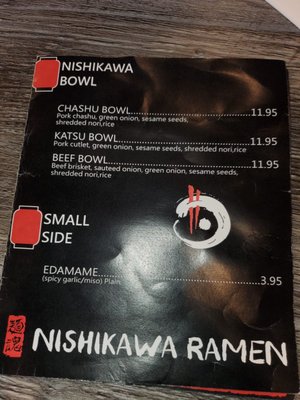 NISHIKAWA
BOWL
CHASHU BOWL 11.95
Pork chashu, green onion, sesame seeds,
shredded nori,rice
KATSU BOWL 11.95
Pork cutlet, green onion, sesame seeds, shredded nori,rice
BEEF BOWL 11.95
Beef brisket, sauteed onion, green onion, sesame seeds,
shredded nori,rice
SMALL
SIDE
EDAMAME 3.95
(spicy garlic/miso) Plain
NISHIKAWA RAMEN